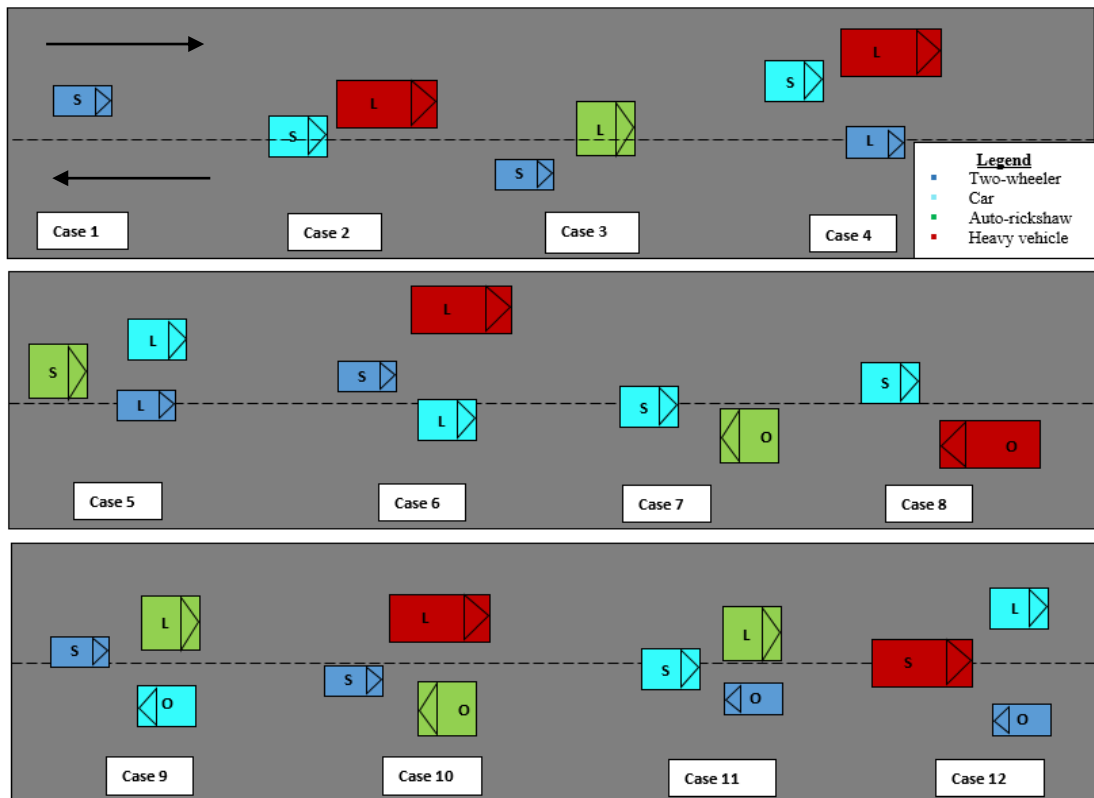 S
S
L
L
S
S
L
L
Legend
Two-wheeler
Car
Auto-rickshaw
Heavy vehicle
Case 1
Case 2
Case 3
Case 4
S
L
L
S
L
L
S
O
S
O
Case 5
Case 6
Case 7
Case 8
S
L
O
S
L
O
S
L
O
S
L
O
Case 9
Case 10
Case 11
Case 12